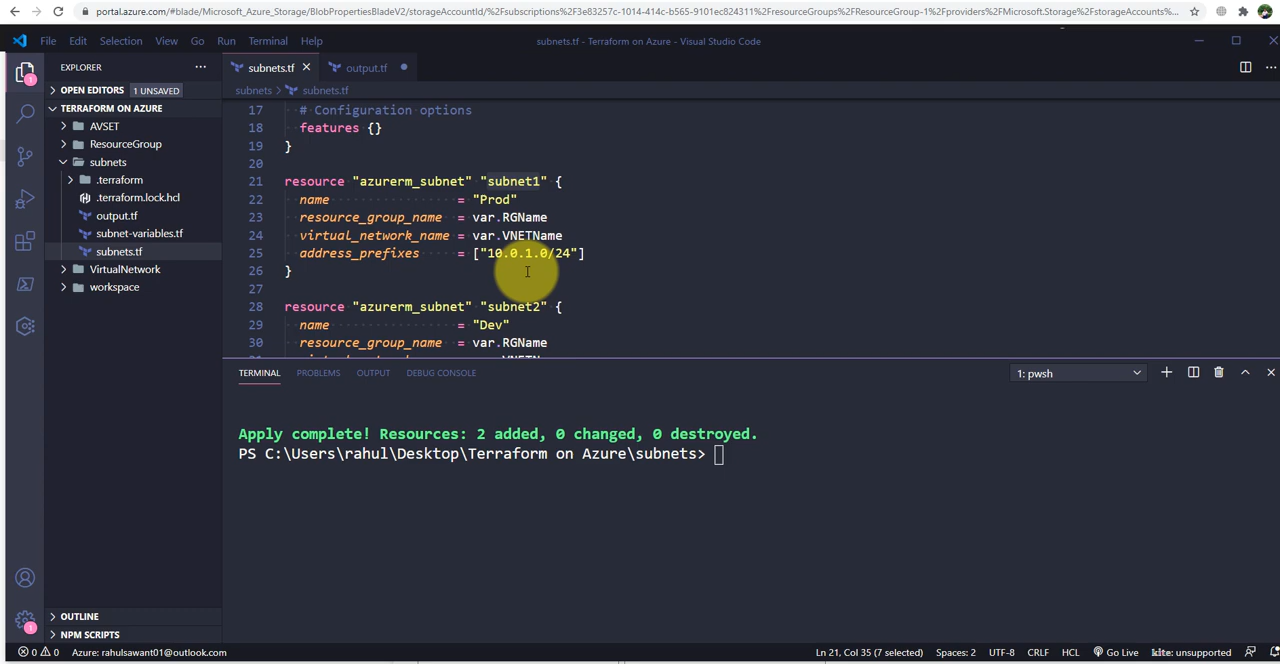 portal.azure.com/#blade/Microsoft_Azure_Storage/BlobPropertiesBladeV2/storageAccountId/%2Fsubscriptions%2F3e83257c-1014-414c-b565-9101ec824311%2FresourceGroups%2FResourceGroup-1%2Fproviders%2FMicrosoft.Storage%2FstorageAccounts%...
File Edit Selection View Go Run Terminal Help
subnets.tf - Terraform on Azure - Visual Studio Code
EXPLORER ...
subnets.tf
output.tf
OPEN EDITORS 1 UNSAVED
subnets > subnets.tf
TERRAFORM ON AZURE
AVSET
ResourceGroup
subnets
.terraform
.terraform.lock.hcl
output.tf
subnet-variables.tf
subnets.tf
VirtualNetwork
workspace
17 # Configuration options
18 features {}
19 }
20
21 resource "azurerm_subnet" "subnet1" {
22 name = "Prod"
23 resource_group_name = var.RGName
24 virtual_network_name = var.VNETName
25 address_prefixes = ["10.0.1.0/24"]
26 }
27
28 resource "azurerm_subnet" "subnet2" {
29 name = "Dev"
30 resource_group_name = var.RGName
TERMINAL PROBLEMS OUTPUT DEBUG CONSOLE
1: pwsh
Apply complete! Resources: 2 added, 0 changed, 0 destroyed.
PS C:\Users\rahul\Desktop\Terraform on Azure\subnets>
1
1
OUTLINE
NPM SCRIPTS
0 0 Azure: rahulsawant01@outlook.com
Ln 21, Col 35 (7 selected) Spaces: 2 UTF-8 CRLF HCL Go Live kite: unsupported